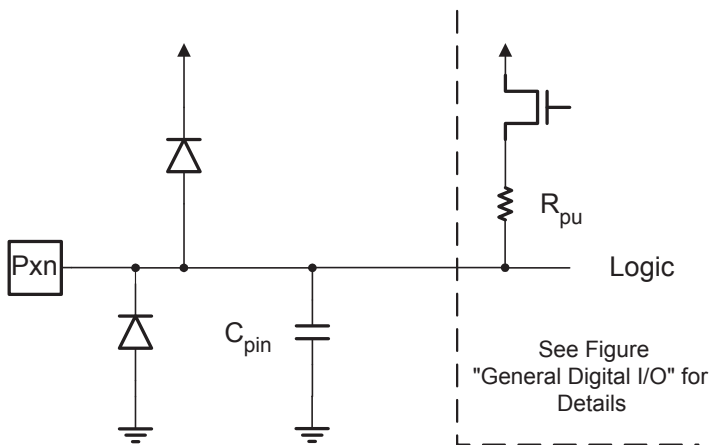 Pxn
C_pin
R_pu
Logic
See Figure
"General Digital I/O" for
Details